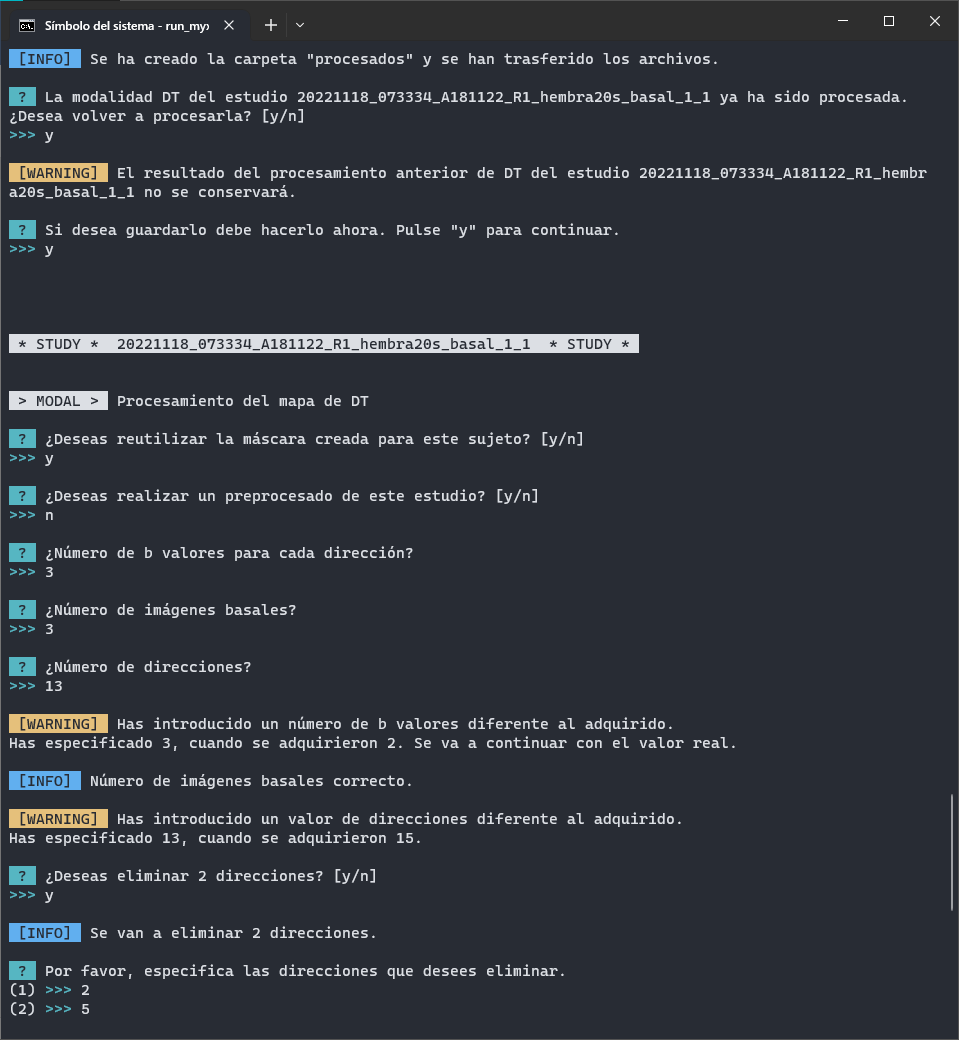 Símbolo del sistema - run_my
[INFO] Se ha creado la carpeta "procesados" y se han trasferido los archivos.
? La modalidad DT del estudio 20221118_073334_A181122_R1_hembra20s_basal_1_1 ya ha sido procesada.
¿Desea volver a procesarla? [y/n]
>>> y
[WARNING] El resultado del procesamiento anterior de DT del estudio 20221118_073334_A181122_R1_hembr
a20s_basal_1_1 no se conservará.
? Si desea guardarlo debe hacerlo ahora. Pulse "y" para continuar.
>>> y
* STUDY * 20221118_073334_A181122_R1_hembra20s_basal_1_1 * STUDY *
> MODAL > Procesamiento del mapa de DT
? ¿Deseas reutilizar la máscara creada para este sujeto? [y/n]
>>> y
? ¿Deseas realizar un preprocesado de este estudio? [y/n]
>>> n
? ¿Número de b valores para cada dirección?
>>> 3
? ¿Número de imágenes basales?
>>> 3
? ¿Número de direcciones?
>>> 13
[WARNING] Has introducido un número de b valores diferente al adquirido.
Has especificado 3, cuando se adquirieron 2. Se va a continuar con el valor real.
[INFO] Número de imágenes basales correcto.
[WARNING] Has introducido un valor de direcciones diferente al adquirido.
Has especificado 13, cuando se adquirieron 15.
? ¿Deseas eliminar 2 direcciones? [y/n]
>>> y
[INFO] Se van a eliminar 2 direcciones.
? Por favor, especifica las direcciones que desees eliminar.
(1) >>> 2
(2) >>> 5